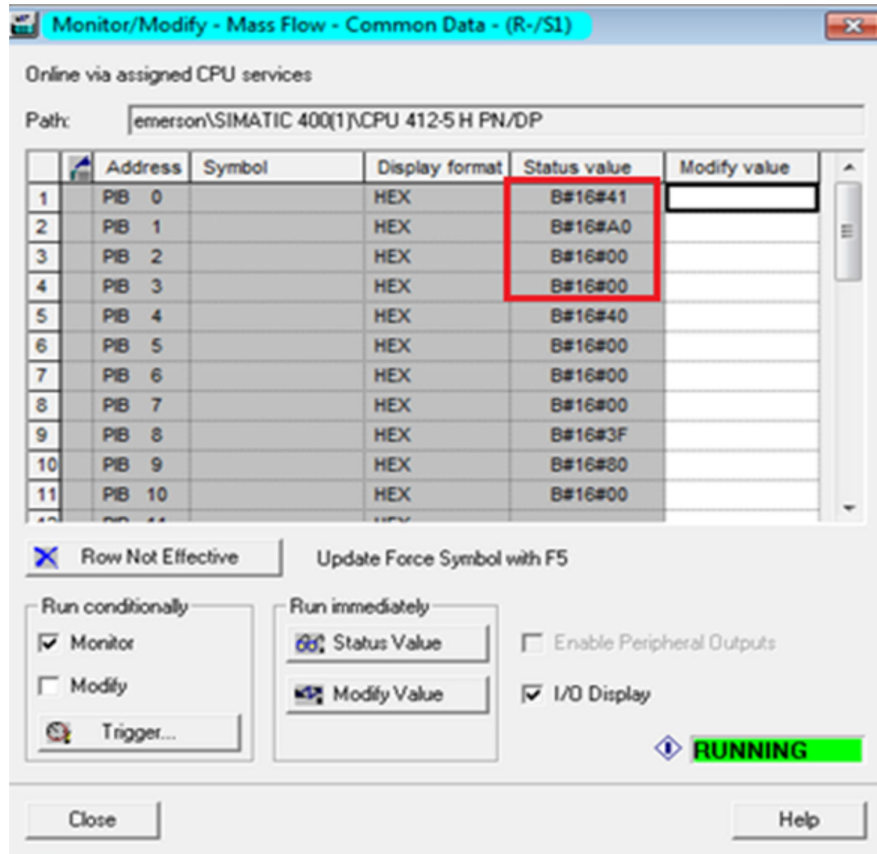 Monitor/Modify - Mass Flow - Common Data - (R-/S1)
Online via assigned CPU services
Path: emerson\SIMATIC 400(1)\CPU 412-5 H PN/DP
Address Symbol Display format Status value Modify value
1 PIB 0 HEX B#16#41
2 PIB 1 HEX B#16#A0
3 PIB 2 HEX B#16#00
4 PIB 3 HEX B#16#00
5 PIB 4 HEX B#16#40
6 PIB 5 HEX B#16#00
7 PIB 6 HEX B#16#00
8 PIB 7 HEX B#16#00
9 PIB 8 HEX B#16#3F
10 PIB 9 HEX B#16#80
11 PIB 10 HEX B#16#00
Row Not Effective Update Force Symbol with F5
Run conditionally Run immediately
Monitor Status Value Enable Peripheral Outputs
Modify Modify Value I/O Display
Trigger...
RUNNING
Close Help